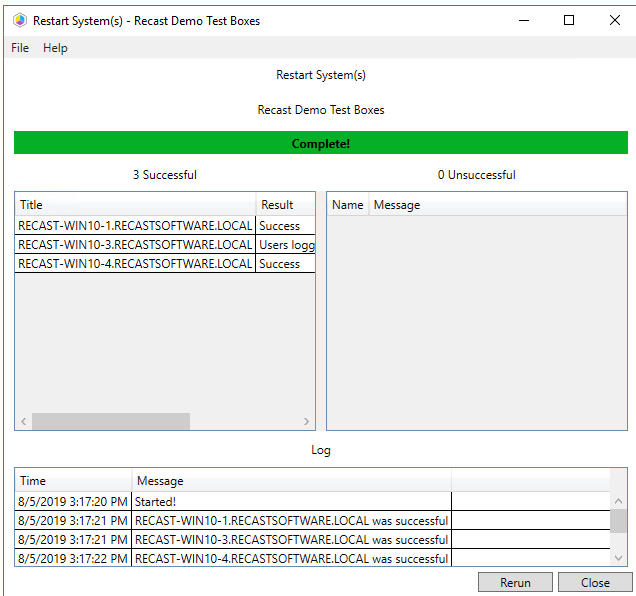 Restart System(s) - Recast Demo Test Boxes
File Help
Restart System(s)
Recast Demo Test Boxes
Complete!
3 Successful
0 Unsuccessful
Title Result
RECAST-WIN10-1.RECASTSOFTWARE.LOCAL Success
RECAST-WIN10-3.RECASTSOFTWARE.LOCAL Users logg
RECAST-WIN10-4.RECASTSOFTWARE.LOCAL Success
Name Message
Log
Time Message
8/5/2019 3:17:20 PM Started!
8/5/2019 3:17:21 PM RECAST-WIN10-1.RECASTSOFTWARE.LOCAL was successful
8/5/2019 3:17:21 PM RECAST-WIN10-3.RECASTSOFTWARE.LOCAL was successful
8/5/2019 3:17:22 PM RECAST-WIN10-4.RECASTSOFTWARE.LOCAL was successful
Rerun Close